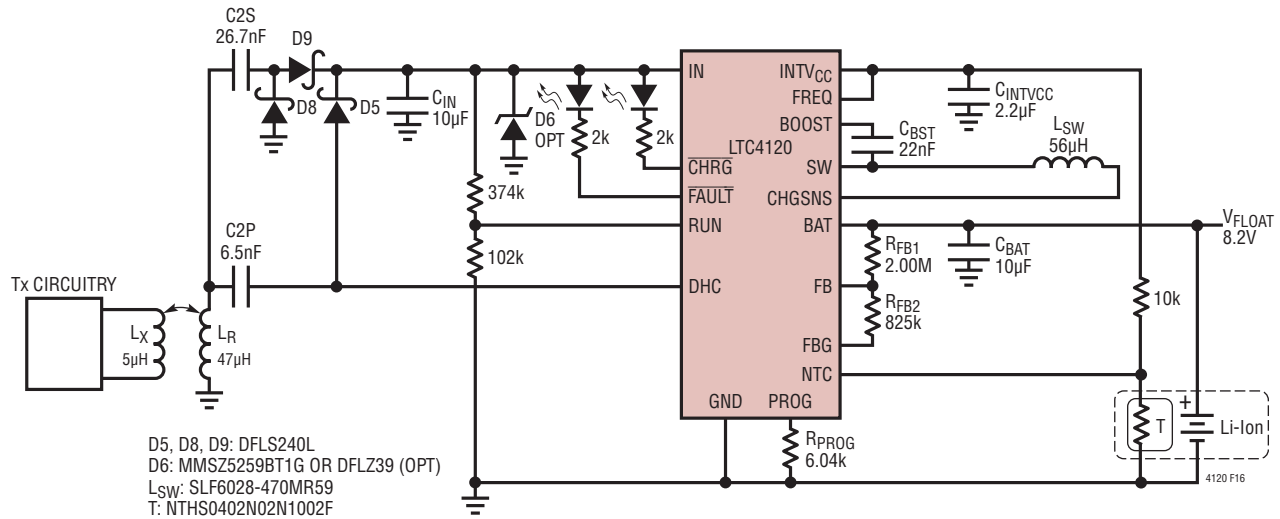 C2S
26.7nF
D9
D8
D5
CIN
10µF
D6
OPT
2k
2k
374k
102k
C2P
6.5nF
Tx CIRCUITRY
LX
5µH
LR
47µH
IN
CHRG
FAULT
RUN
DHC
LTC4120
GND
PROG
INTVCC
FREQ
BOOST
SW
CHGSNS
BAT
FB
FBG
NTC
CINTVCC
2.2µF
CBST
22nF
LSW
56µH
RFB1
2.00M
RFB2
825k
CBAT
10µF
VFLOAT
8.2V
10k
T
+
Li-Ion
RPROG
6.04k
4120 F16
D5, D8, D9: DFLS240L
D6: MMSZ5259BT1G OR DFLZ39 (OPT)
LSW: SLF6028-470MR59
T: NTHS0402N02N1002F